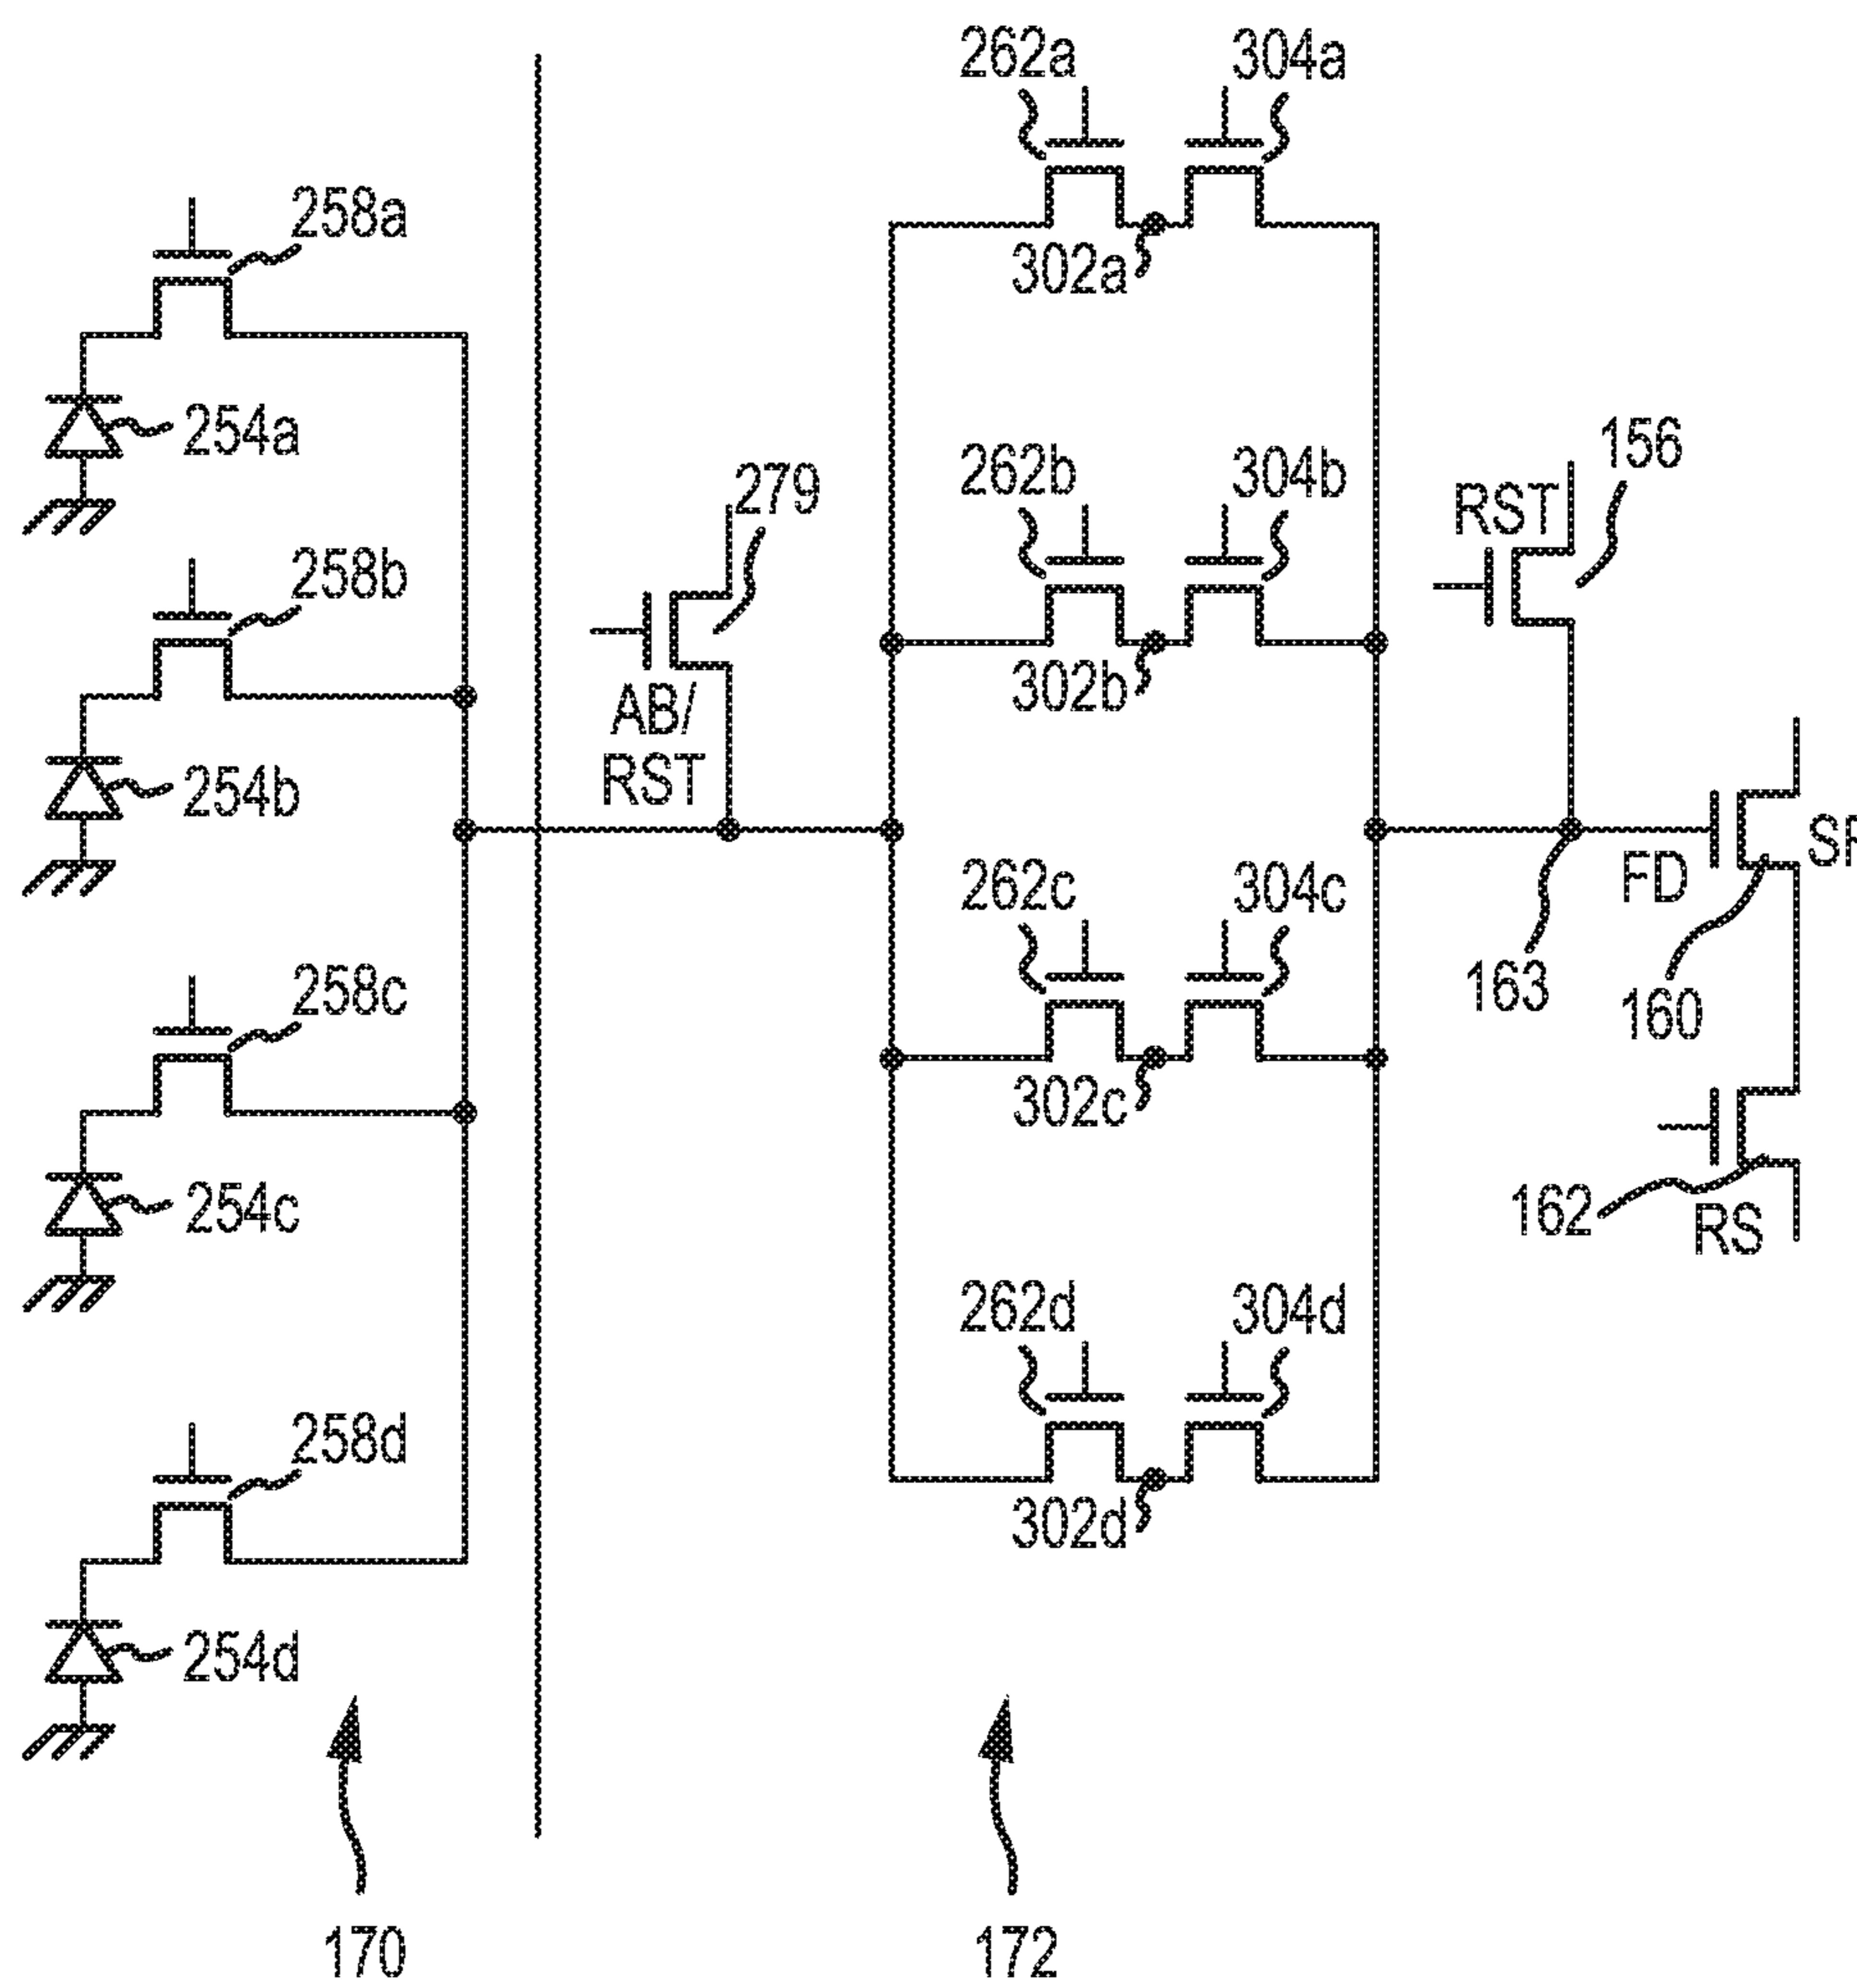 262a
304a
258a
302a
254a
156
262b
304b
279
RST
258b
302b
AB/
RST
254b
SF
FD
262c
304c
258c
163
160
302c
254c
162
RS
262d
304d
258d
302d
254d
170
172